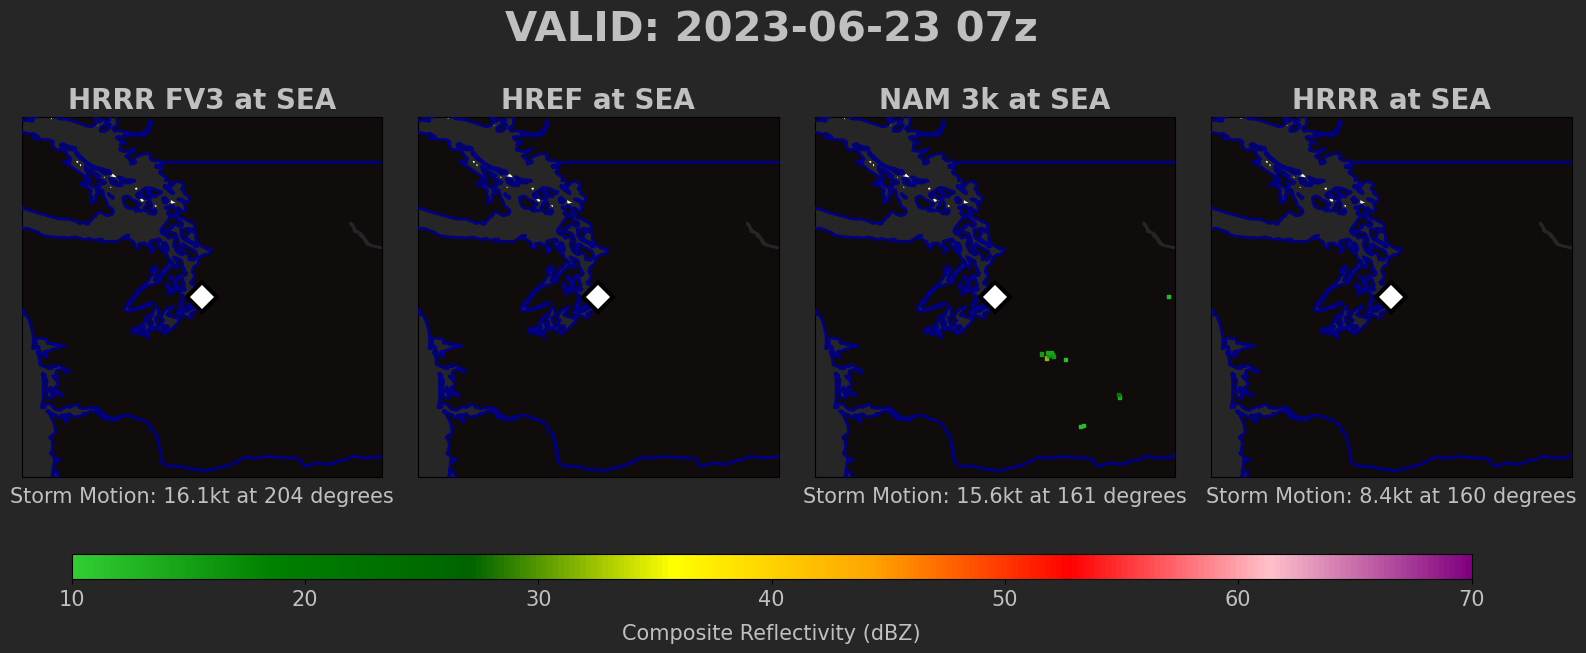 VALID: 2023-06-23 07z
HRRR FV3 at SEA
HREF at SEA
NAM 3k at SEA
HRRR at SEA
Storm Motion: 16.1kt at 204 degrees
Storm Motion: 15.6kt at 161 degrees
Storm Motion: 8.4kt at 160 degrees
10 20 30 40 50 60 70
Composite Reflectivity (dBZ)